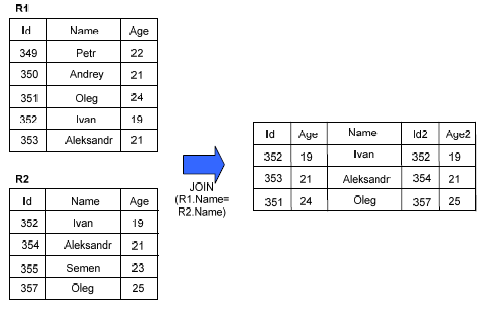 R1
Id Name Age
349 Petr 22
350 Andrey 21
351 Oleg 24
352 Ivan 19
353 Aleksandr 21
R2
Id Name Age
352 Ivan 19
354 Aleksandr 21
355 Semen 23
357 Oleg 25
JOIN
(R1.Name=
R2.Name)
Id Age Name Id2 Age2
352 19 Ivan 352 19
353 21 Aleksandr 354 21
351 24 Oleg 357 25